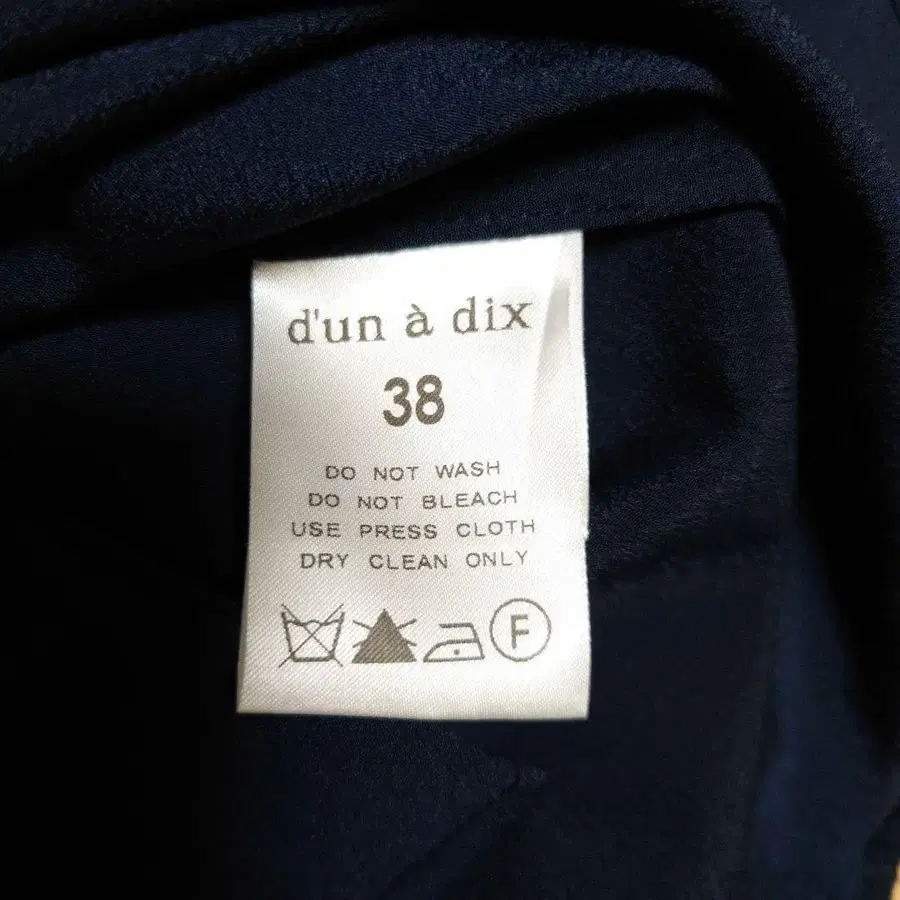 d'un à dix
38
DO NOT WASH
DO NOT BLEACH
USE PRESS CLOTH
DRY CLEAN ONLY
F